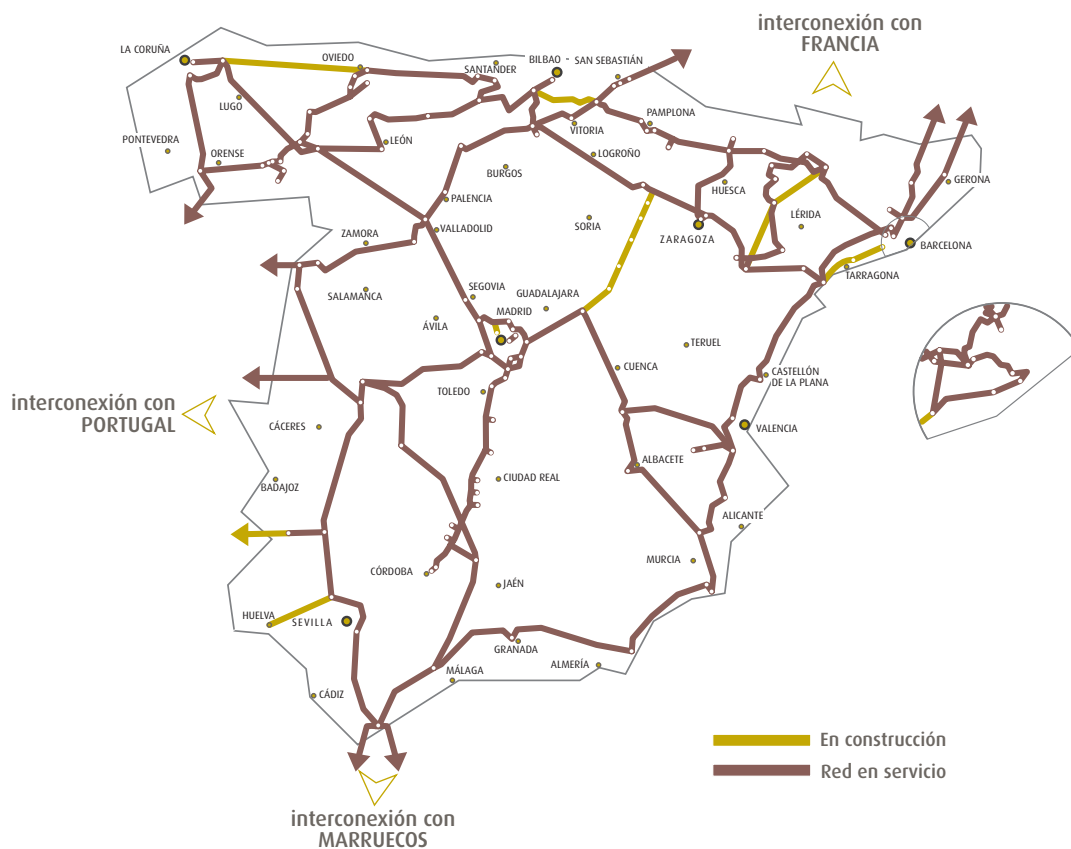 interconexión con
FRANCIA
LA CORUÑA
OVIEDO
SANTANDER
BILBAO - SAN SEBASTIÁN
LUGO
PAMPLONA
VITORIA
PONTEVEDRA
LEÓN
LOGROÑO
ORENSE
BURGOS
HUESCA
GERONA
PALENCIA
LÉRIDA
SORIA
ZARAGOZA
VALLADOLID
ZAMORA
BARCELONA
TARRAGONA
SALAMANCA
SEGOVIA
GUADALAJARA
MADRID
ÁVILA
TERUEL
CUENCA
CASTELLÓN
DE LA PLANA
TOLEDO
interconexión con
PORTUGAL
CÁCERES
VALENCIA
ALBACETE
BADAJOZ
CIUDAD REAL
ALICANTE
MURCIA
CÓRDOBA
JAÉN
HUELVA
SEVILLA
GRANADA
ALMERÍA
MÁLAGA
CÁDIZ
En construcción
Red en servicio
interconexión con
MARRUECOS